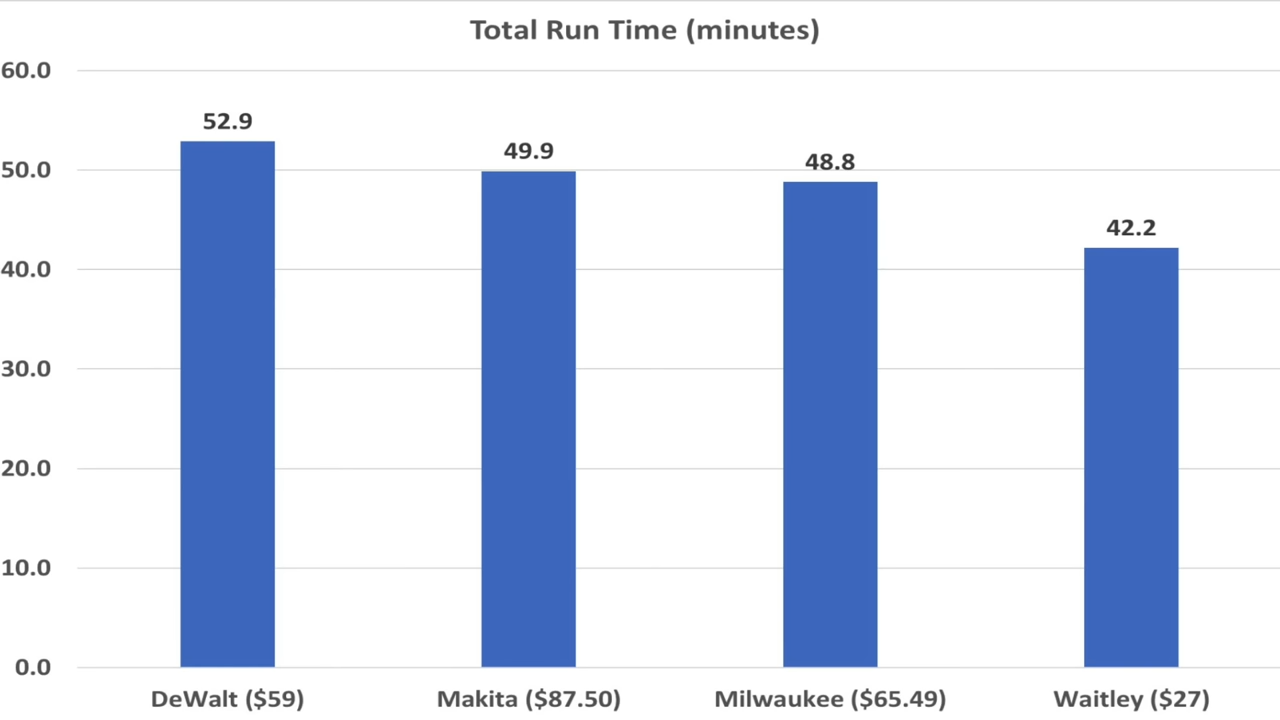 Total Run Time (minutes)
60.0
50.0
40.0
30.0
20.0
10.0
0.0
52.9
49.9
48.8
42.2
DeWalt ($59)
Makita ($87.50)
Milwaukee ($65.49)
Waitley ($27)